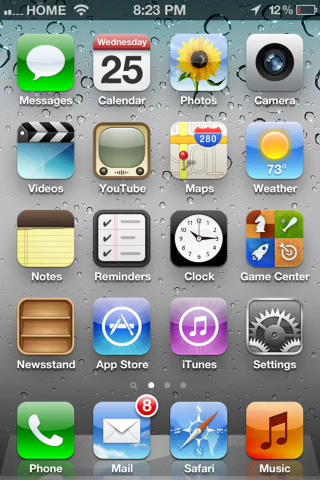 HOME 8:23 PM 12%
Wednesday
25
Messages Calendar Photos Camera
280
73°
Videos YouTube Maps Weather
Notes Reminders Clock Game Center
Newsstand App Store iTunes Settings
8
Phone Mail Safari Music